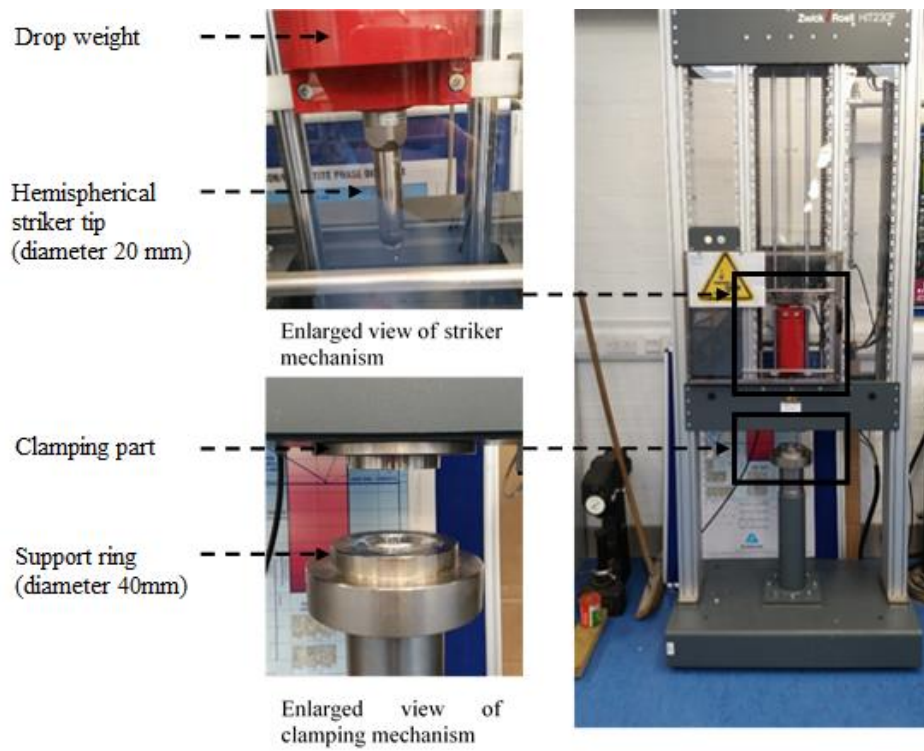 Drop weight
Zwick / Roell HIT230F
Hemispherical
striker tip
(diameter 20 mm)
Enlarged view of striker
mechanism
Clamping part
Support ring
(diameter 40mm)
Enlarged view of
clamping mechanism